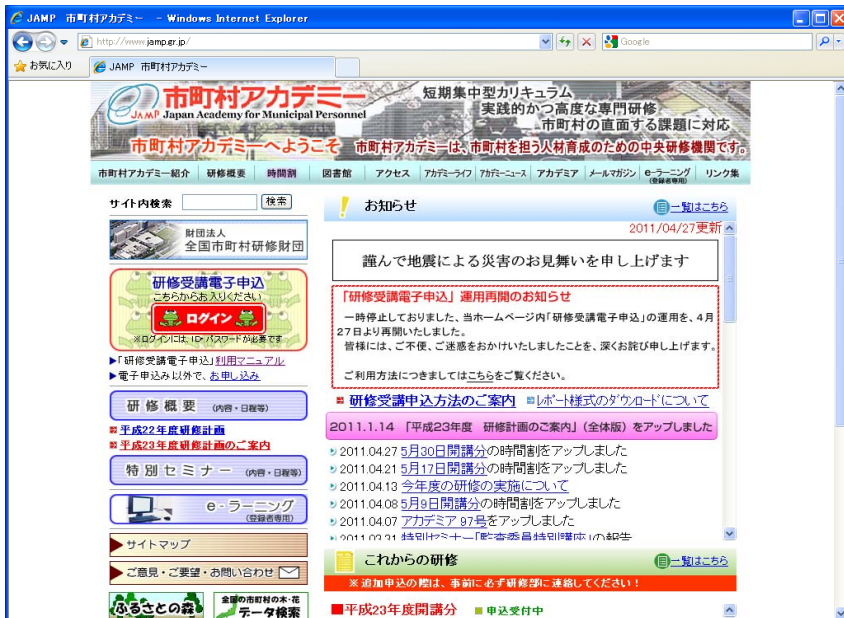 JAMP 市町村アカデミー - Windows Internet Explorer
http://www.jamp.gr.jp/
Google
お気に入り
JAMP 市町村アカデミー
市町村アカデミー
JAMP Japan Academy for Municipal Personnel
短期集中型カリキュラム
実践的かつ高度な専門研修
市町村の直面する課題に対応
市町村アカデミーへようこそ 市町村アカデミーは、市町村を担う人材育成のための中央研修機関です。
市町村アカデミー紹介 研修概要 時間割 図書館 アクセス アカデミーライフ アカデミーニュース アカデミア メールマガジン e-ラーニング (登録者専用) リンク集
サイト内検索 検索
財団法人
全国市町村研修財団
研修受講電子申込
こちらからお入りください
ログイン
※ログインには、ID・パスワードが必要です
▶「研修受講電子申込」利用マニュアル
▶電子申込み以外で、お申し込み
研修概要 (内容・日程等)
平成22年度研修計画
平成23年度研修計画のご案内
特別セミナー (内容・日程等)
e-ラーニング
(登録者専用)
サイトマップ
ご意見・ご要望・お問い合わせ
ふるさとの森
全国の市町村の木・花
データ検索
お知らせ 一覧はこちら
2011/04/27更新
謹んで地震による災害のお見舞いを申し上げます
「研修受講電子申込」運用再開のお知らせ
一時停止しておりました、当ホームページ内「研修受講電子申込」の運用を、4月
27日より再開いたしました。
皆様には、ご不便、ご迷惑をおかけいたしましたことを、深くお詫び申し上げます。
ご利用方法につきましてはこちらをご覧ください。
研修受講申込方法のご案内 レポート様式のダウンロードについて
2011.1.14 「平成23年度 研修計画のご案内」(全体版) をアップしました
2011.04.27 5月30日開講分の時間割をアップしました
2011.04.21 5月17日開講分の時間割をアップしました
2011.04.13 今年度の研修の実施について
2011.04.08 5月9日開講分の時間割をアップしました
2011.04.07 アカデミア 97号をアップしました
2011.03.31 特別セミナー「監査委員特別講座」の報告
これからの研修 一覧はこちら
※追加申込の際は、事前に必ず研修部に連絡してください！
■平成23年度開講分 ■申込受付中